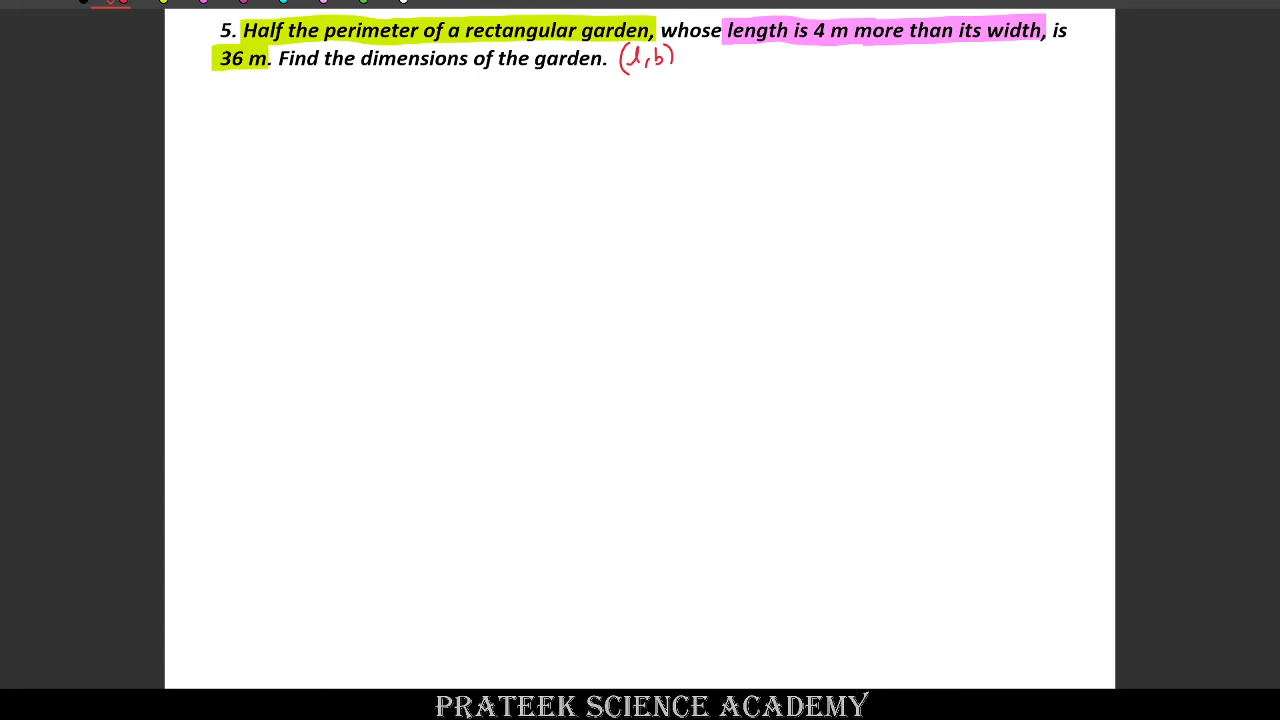 5. Half the perimeter of a rectangular garden, whose length is 4 m more than its width, is
36 m. Find the dimensions of the garden. (l, b)
PRATEEK SCIENCE ACADEMY